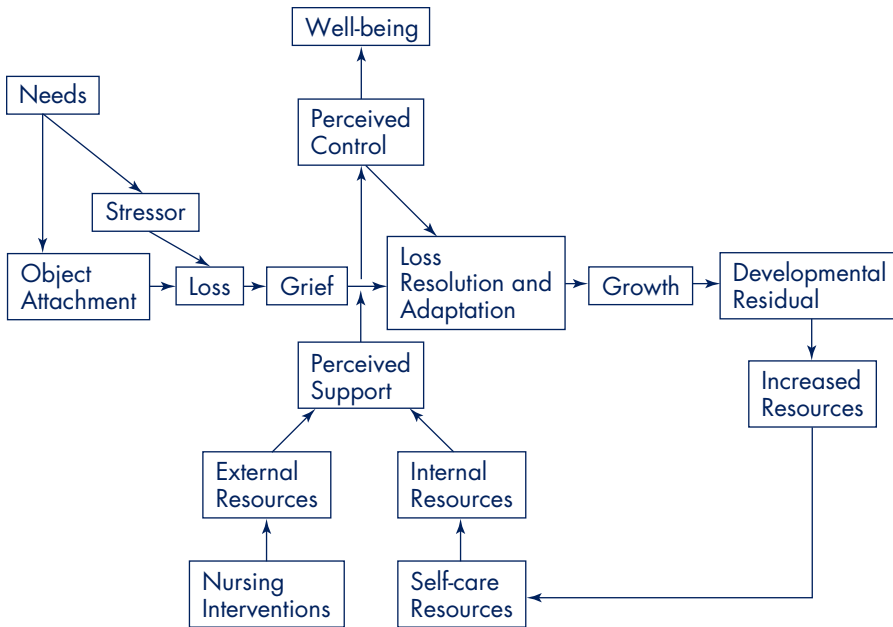 Well-being
Needs
Perceived
Control
Stressor
Object
Attachment
Loss
Grief
Loss
Resolution and
Adaptation
Growth
Developmental
Residual
Perceived
Support
Increased
Resources
External
Resources
Internal
Resources
Nursing
Interventions
Self-care
Resources